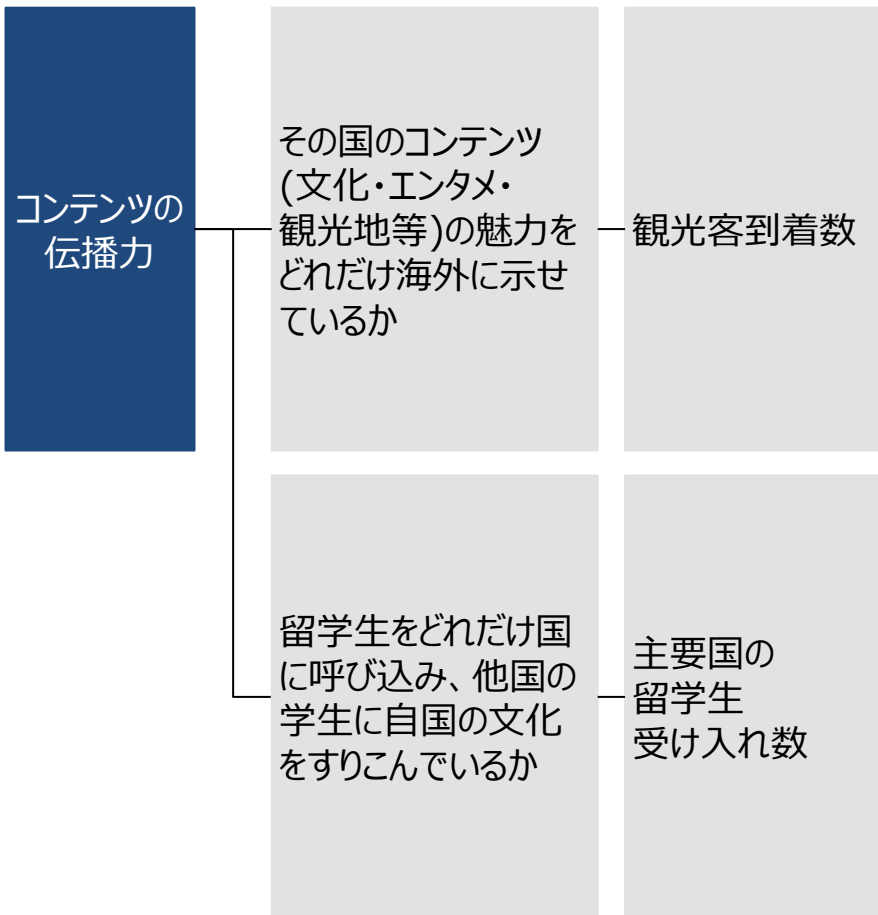 コンテンツの
伝播力
その国のコンテンツ
(文化・エンタメ・
観光地等)の魅力を
どれだけ海外に示せ
ているか
観光客到着数
留学生をどれだけ国
に呼び込み、他国の
学生に自国の文化
をすりこんでいるか
主要国の
留学生
受け入れ数